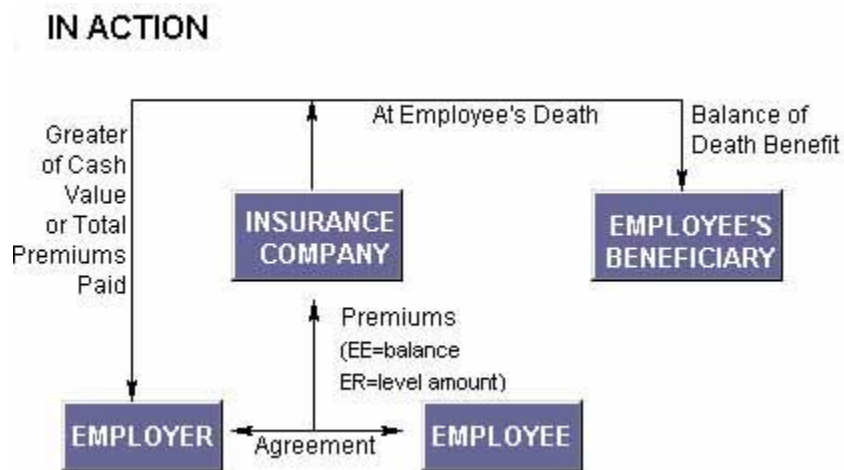 IN ACTION
At Employee's Death
Greater
of Cash
Value
or Total
Premiums
Paid
Balance of
Death Benefit
INSURANCE
COMPANY
EMPLOYEE'S
BENEFICIARY
Premiums
(EE=balance
ER=level amount)
EMPLOYER
Agreement
EMPLOYEE